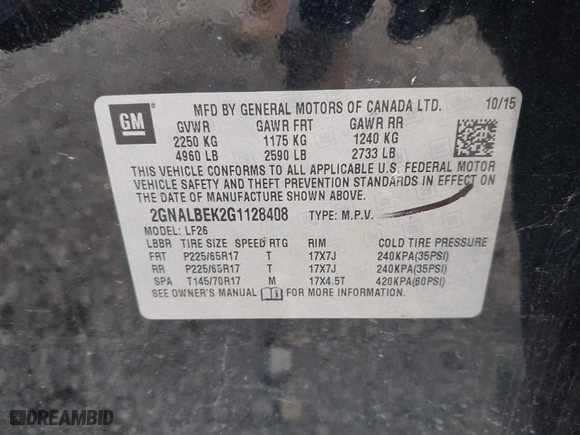 GM
MFD BY GENERAL MOTORS OF CANADA LTD. 10/15
GVWR GAWR FRT GAWR RR
2250 KG 1175 KG 1240 KG
4960 LB 2590 LB 2733 LB
THIS VEHICLE CONFORMS TO ALL APPLICABLE U.S. FEDERAL MOTOR
VEHICLE SAFETY AND THEFT PREVENTION STANDARDS IN EFFECT ON
THE DATE OF MANUFACTURE SHOWN ABOVE.
2GNALBEK2G1128408 TYPE: M.P.V.
MODEL: LF26
LBBR TIRE SIZE SPEED RTG RIM COLD TIRE PRESSURE
FRT P225/65R17 T 17X7J 240KPA(35PSI)
RR P225/65R17 T 17X7J 240KPA(35PSI)
SPA T145/70R17 M 17X4.5T 420KPA(60PSI)
SEE OWNER'S MANUAL FOR MORE INFORMATION
DREAMBID